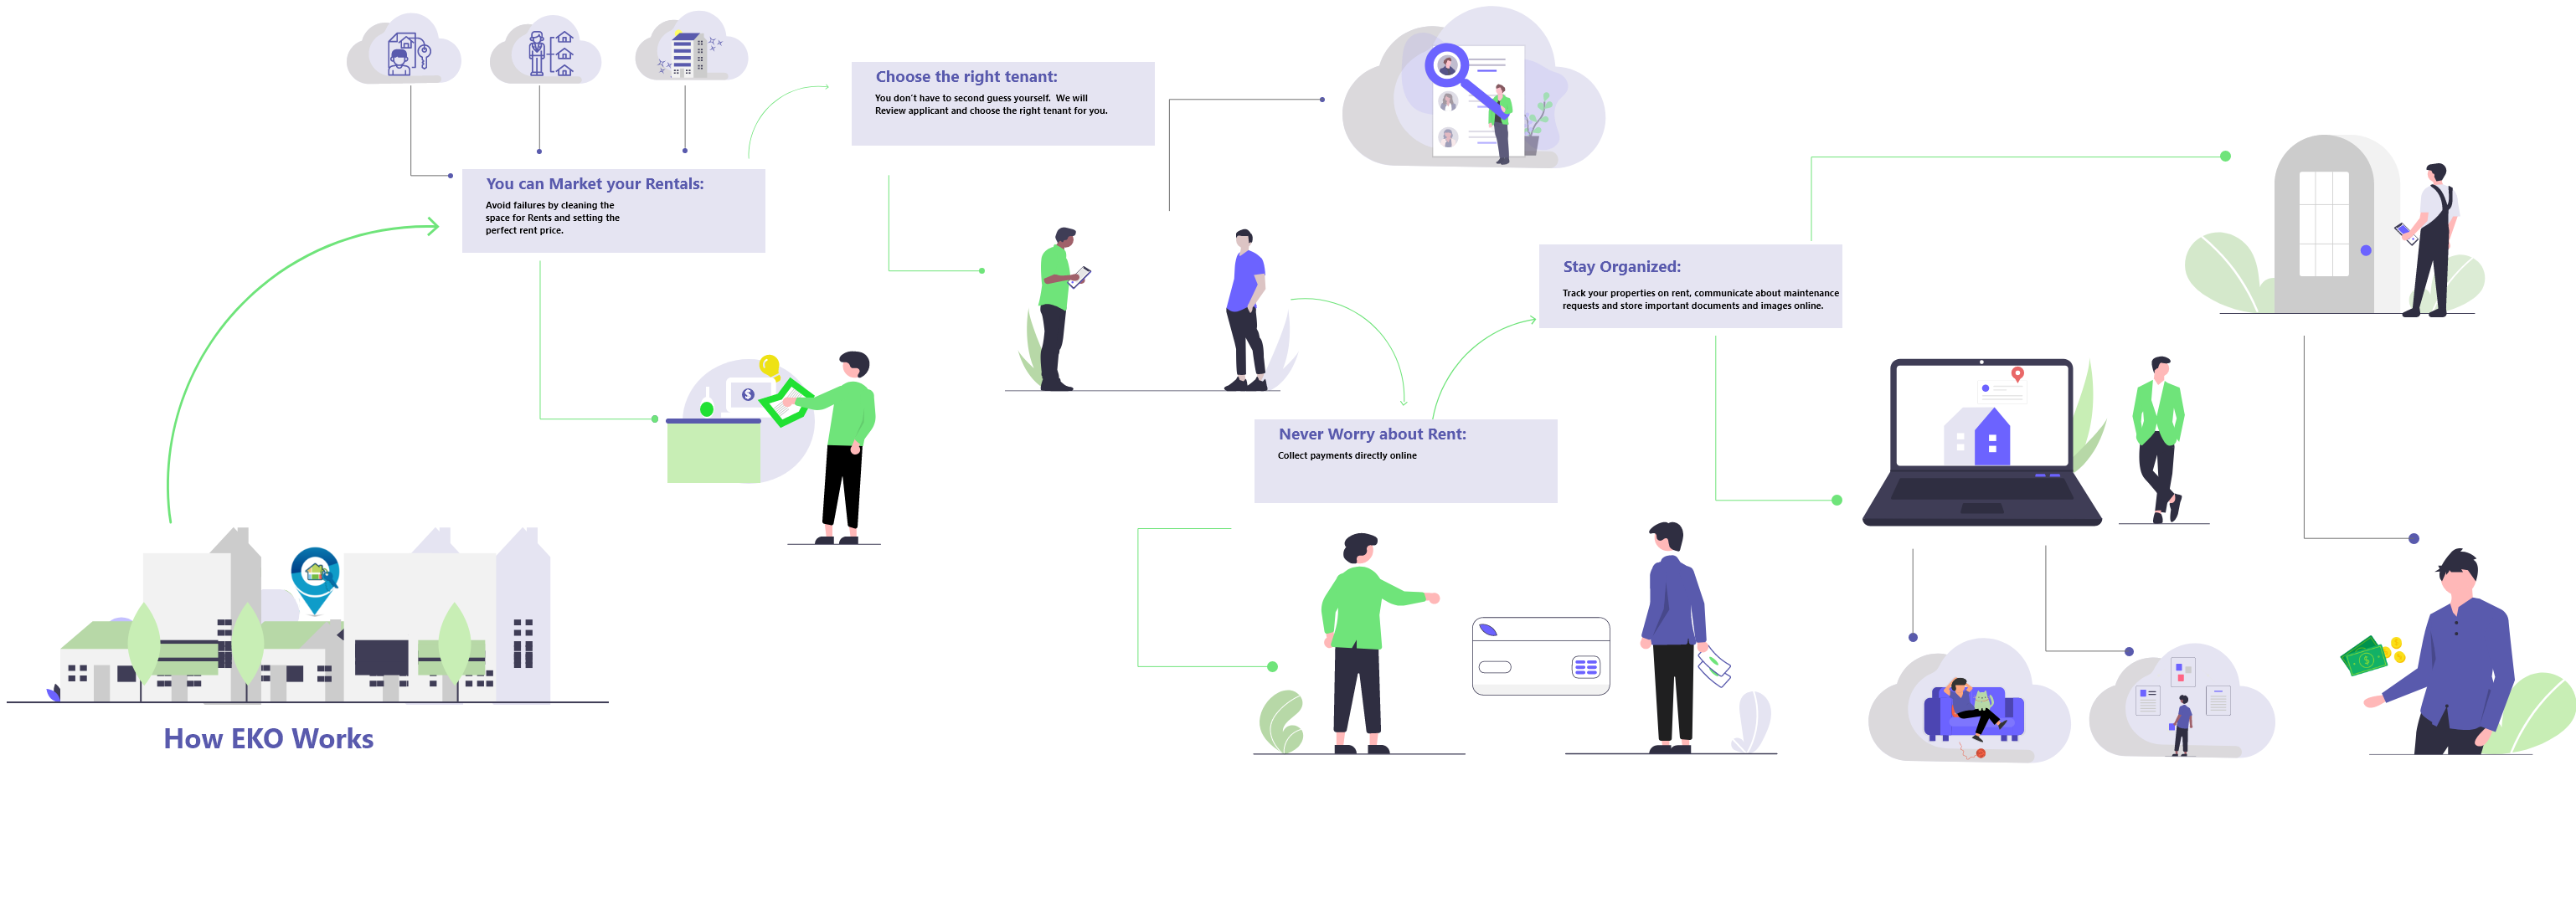 You can Market your Rentals:
Avoid failures by cleaning the
space for Rents and setting the
perfect rent price.
Choose the right tenant:
You don't have to second guess yourself.  We will
Review applicant and choose the right tenant for you.
Never Worry about Rent:
Collect payments directly online
Stay Organized:
Track your properties on rent, communicate about maintenance
requests and store important documents and images online.
How EKO Works